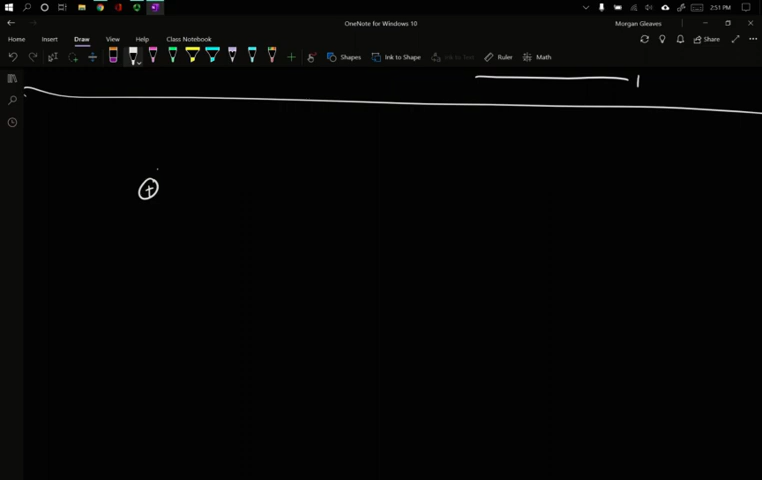 2:51 PM
OneNote for Windows 10
Morgan Gleaves
Home Insert Draw View Help Class Notebook
Share
Shapes Ink to Shape Ink to Text Ruler Math
+